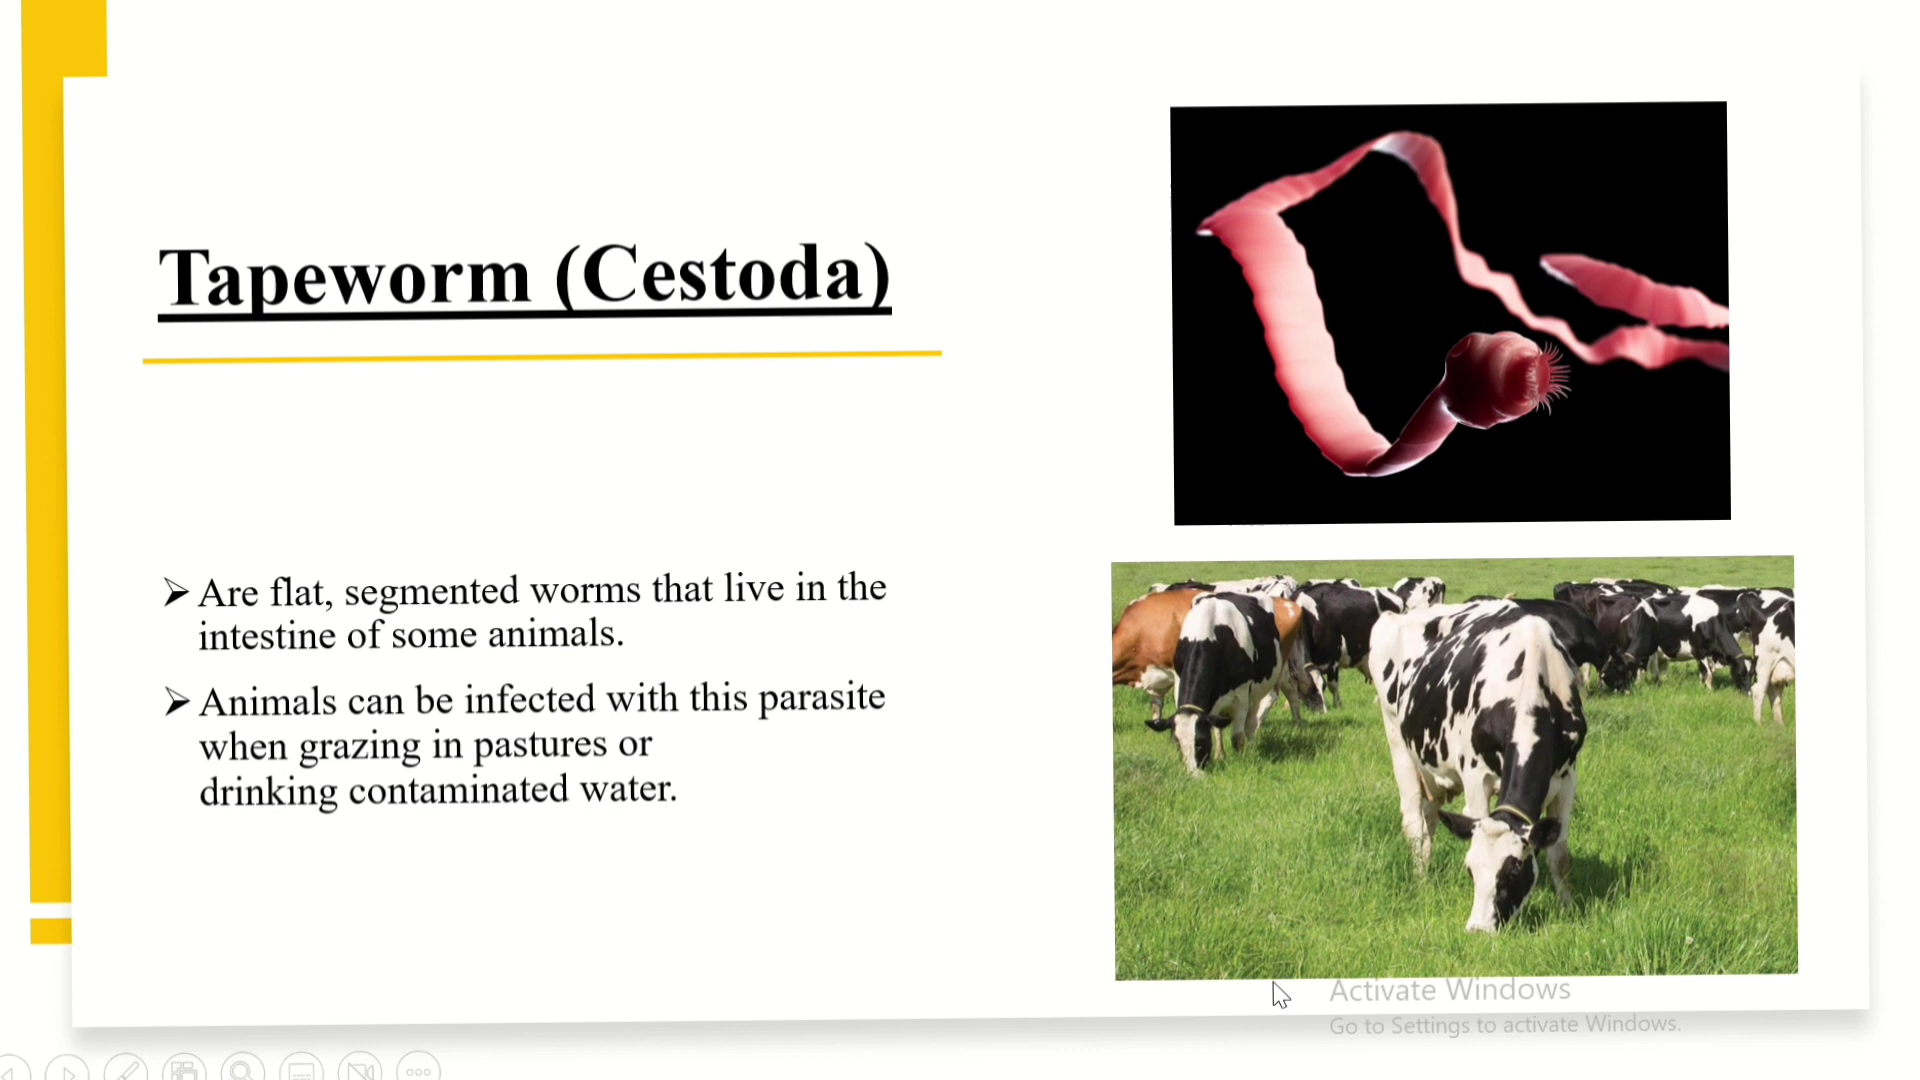 Tapeworm (Cestoda)
➢ Are flat, segmented worms that live in the
intestine of some animals.
➢ Animals can be infected with this parasite
when grazing in pastures or
drinking contaminated water.
Activate Windows
Go to Settings to activate Windows.